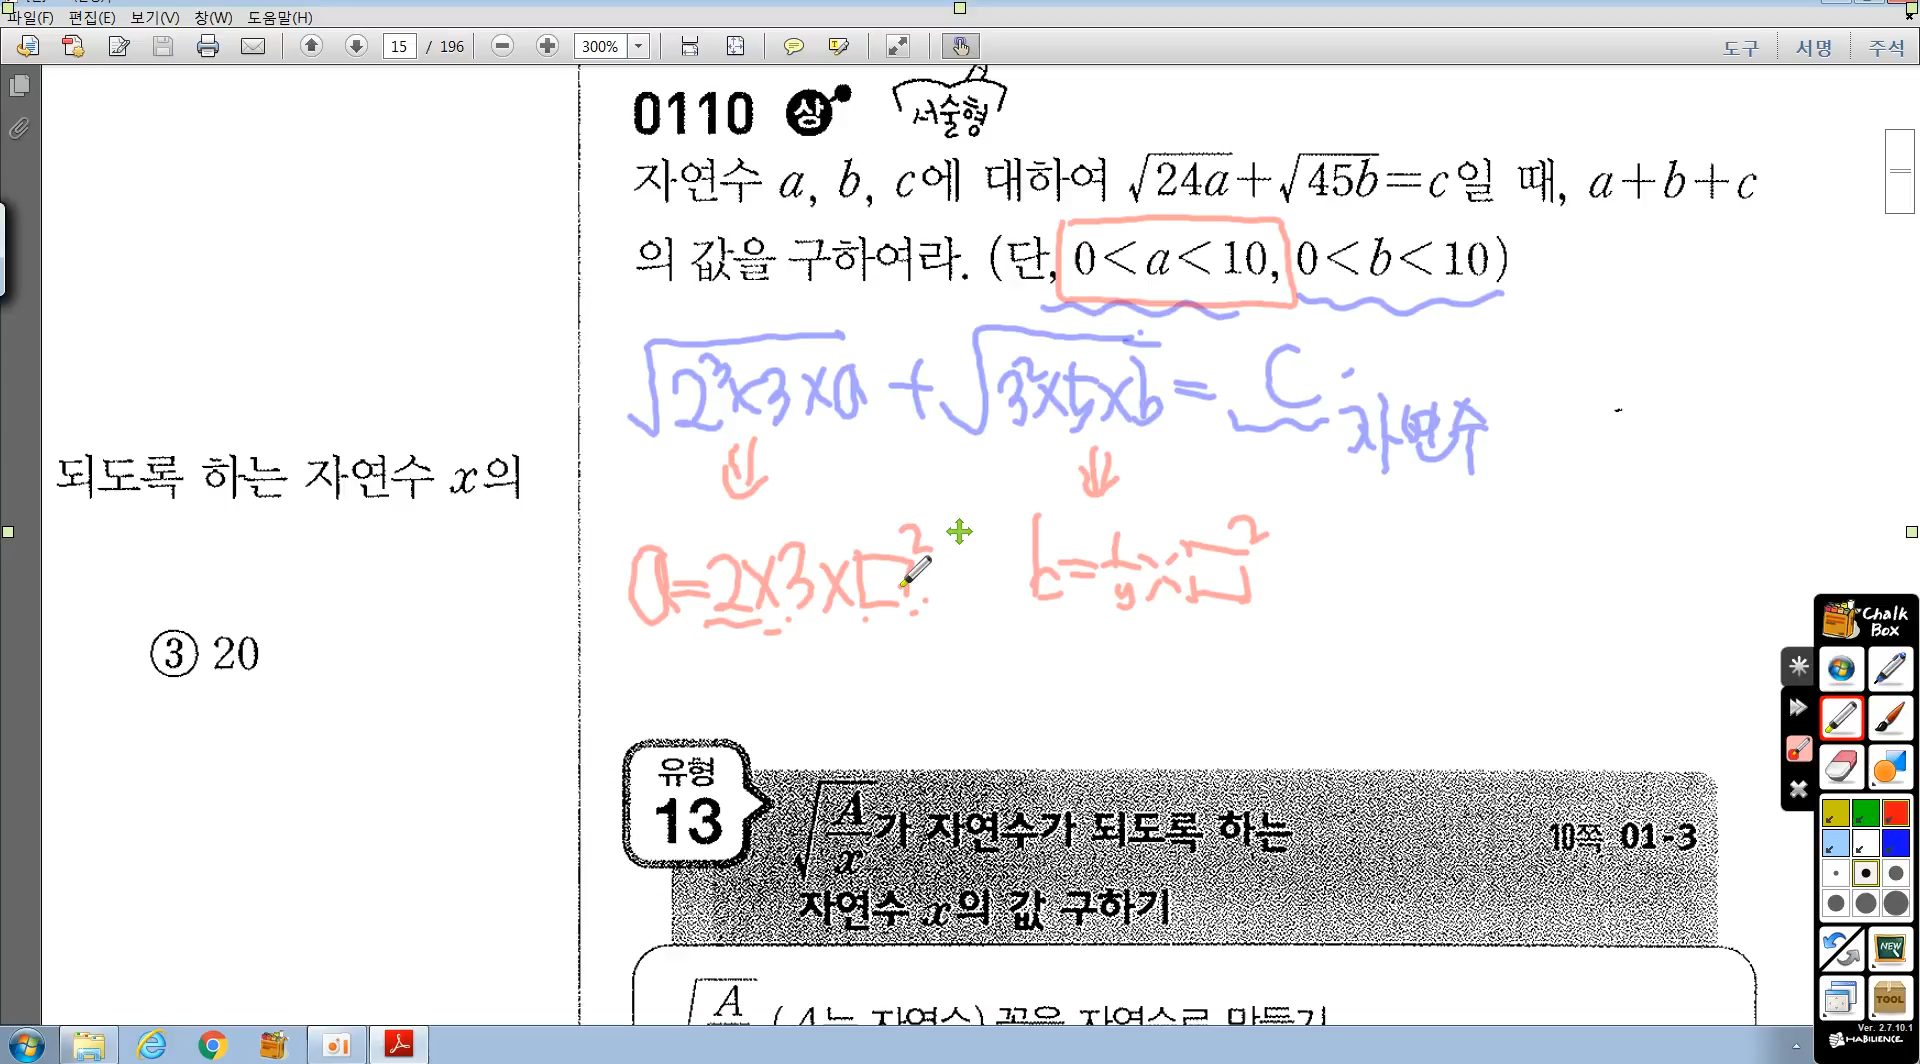 파일(F) 편집(E) 보기(V) 창(W) 도움말(H)
15 / 196 300% 도구 서명 주석
0110 상 서술형
자연수 a, b, c에 대하여 √24a+√45b=c일 때, a+b+c
의 값을 구하여라. (단, 0<a<10, 0<b<10)
√2³×3×a + √3²×5×b = C
자연수
되도록 하는 자연수 x의
a=2×3×□²
③ 20
유형
13
√A/x가 자연수가 되도록 하는
자연수 x의 값 구하기
10쪽 01-3
Chalk
Box
NEW
TOOL
Ver. 2.7.10.1
HABILIENCE